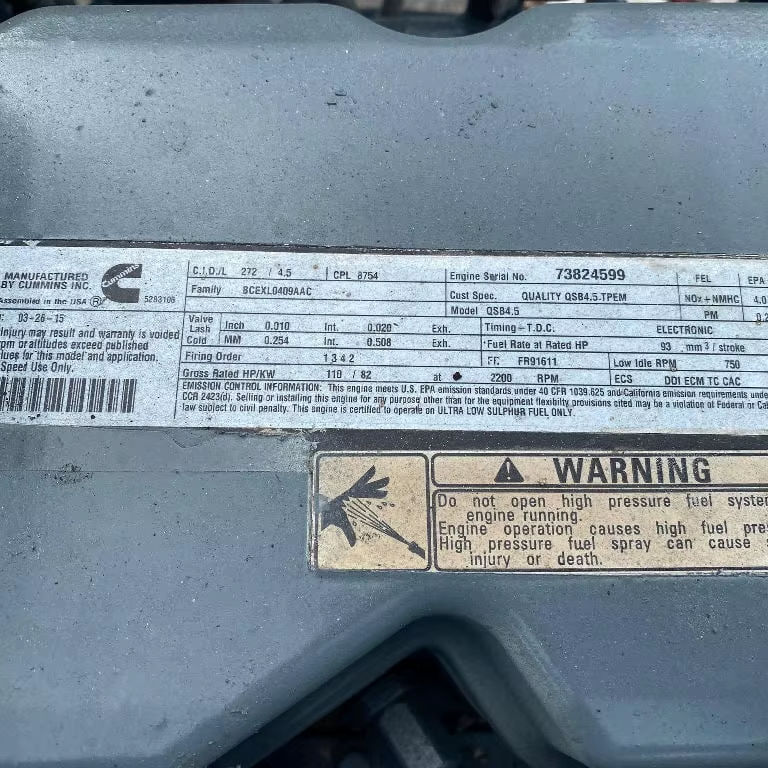 MANUFACTURED
BY CUMMINS INC.
Cummins
Assembled in the USA ® 5283106
03-26-15
Injury may result and warranty is voided
rpm or altitudes exceed published
lues for this model and application.
Speed Use Only.
C.I.D./L 272 / 4.5 CPL 8754 Engine Serial No. 73824599 FEL EPA
Family 8CEXL0409AAC Cust Spec. QUALITY QSB4.5.TPEM NOx+NMHC 4.0
Model QSB4.5 PM 0.2
Valve Lash Cold Inch 0.010 Int. 0.020 Exh. Timing-T.D.C. ELECTRONIC
MM 0.254 Int. 0.508 Exh. Fuel Rate at Rated HP 93 mm³ / stroke
Firing Order 1 3 4 2 FR91611 Low Idle RPM 750
Gross Rated HP/KW 110 / 82 at 2200 RPM ECS DDI ECM TC CAC
EMISSION CONTROL INFORMATION: This engine meets U.S. EPA emission standards under 40 CFR 1039.625 and California emission requirements unde
CCR 2423(d). Selling or installing this engine for any purpose other than for the equipment flexibility provisions cited may be a violation of Federal or Ca
law subject to civil penalty. This engine is certified to operate on ULTRA LOW SULPHUR FUEL ONLY
WARNING
Do not open high pressure fuel system
engine running.
Engine operation causes high fuel pre
High pressure fuel spray can cause s
injury or death.